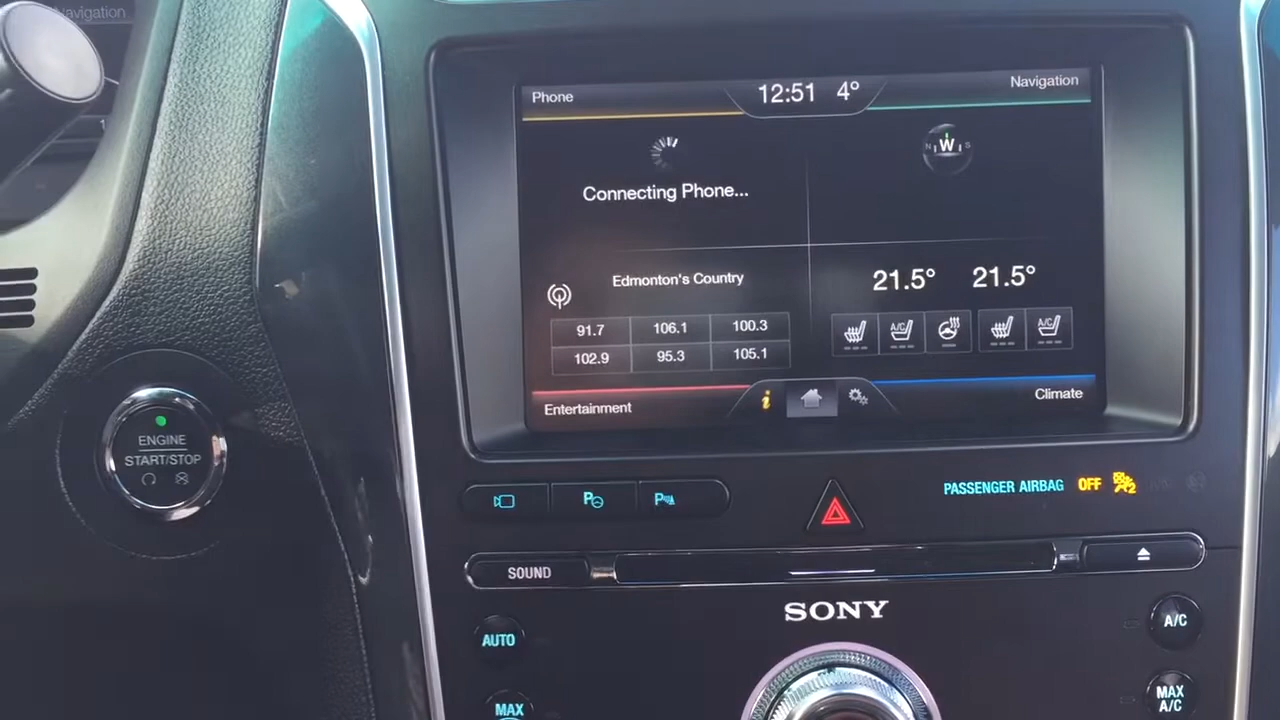 Navigation
Phone
12:51 4°
Navigation
N W S
Connecting Phone...
Edmonton's Country
21.5° 21.5°
91.7 106.1 100.3
102.9 95.3 105.1
A/C
A/C
Entertainment
i
Climate
ENGINE
START/STOP
P
P
PASSENGER AIRBAG OFF
2
SOUND
SONY
AUTO
A/C
MAX
MAX
A/C